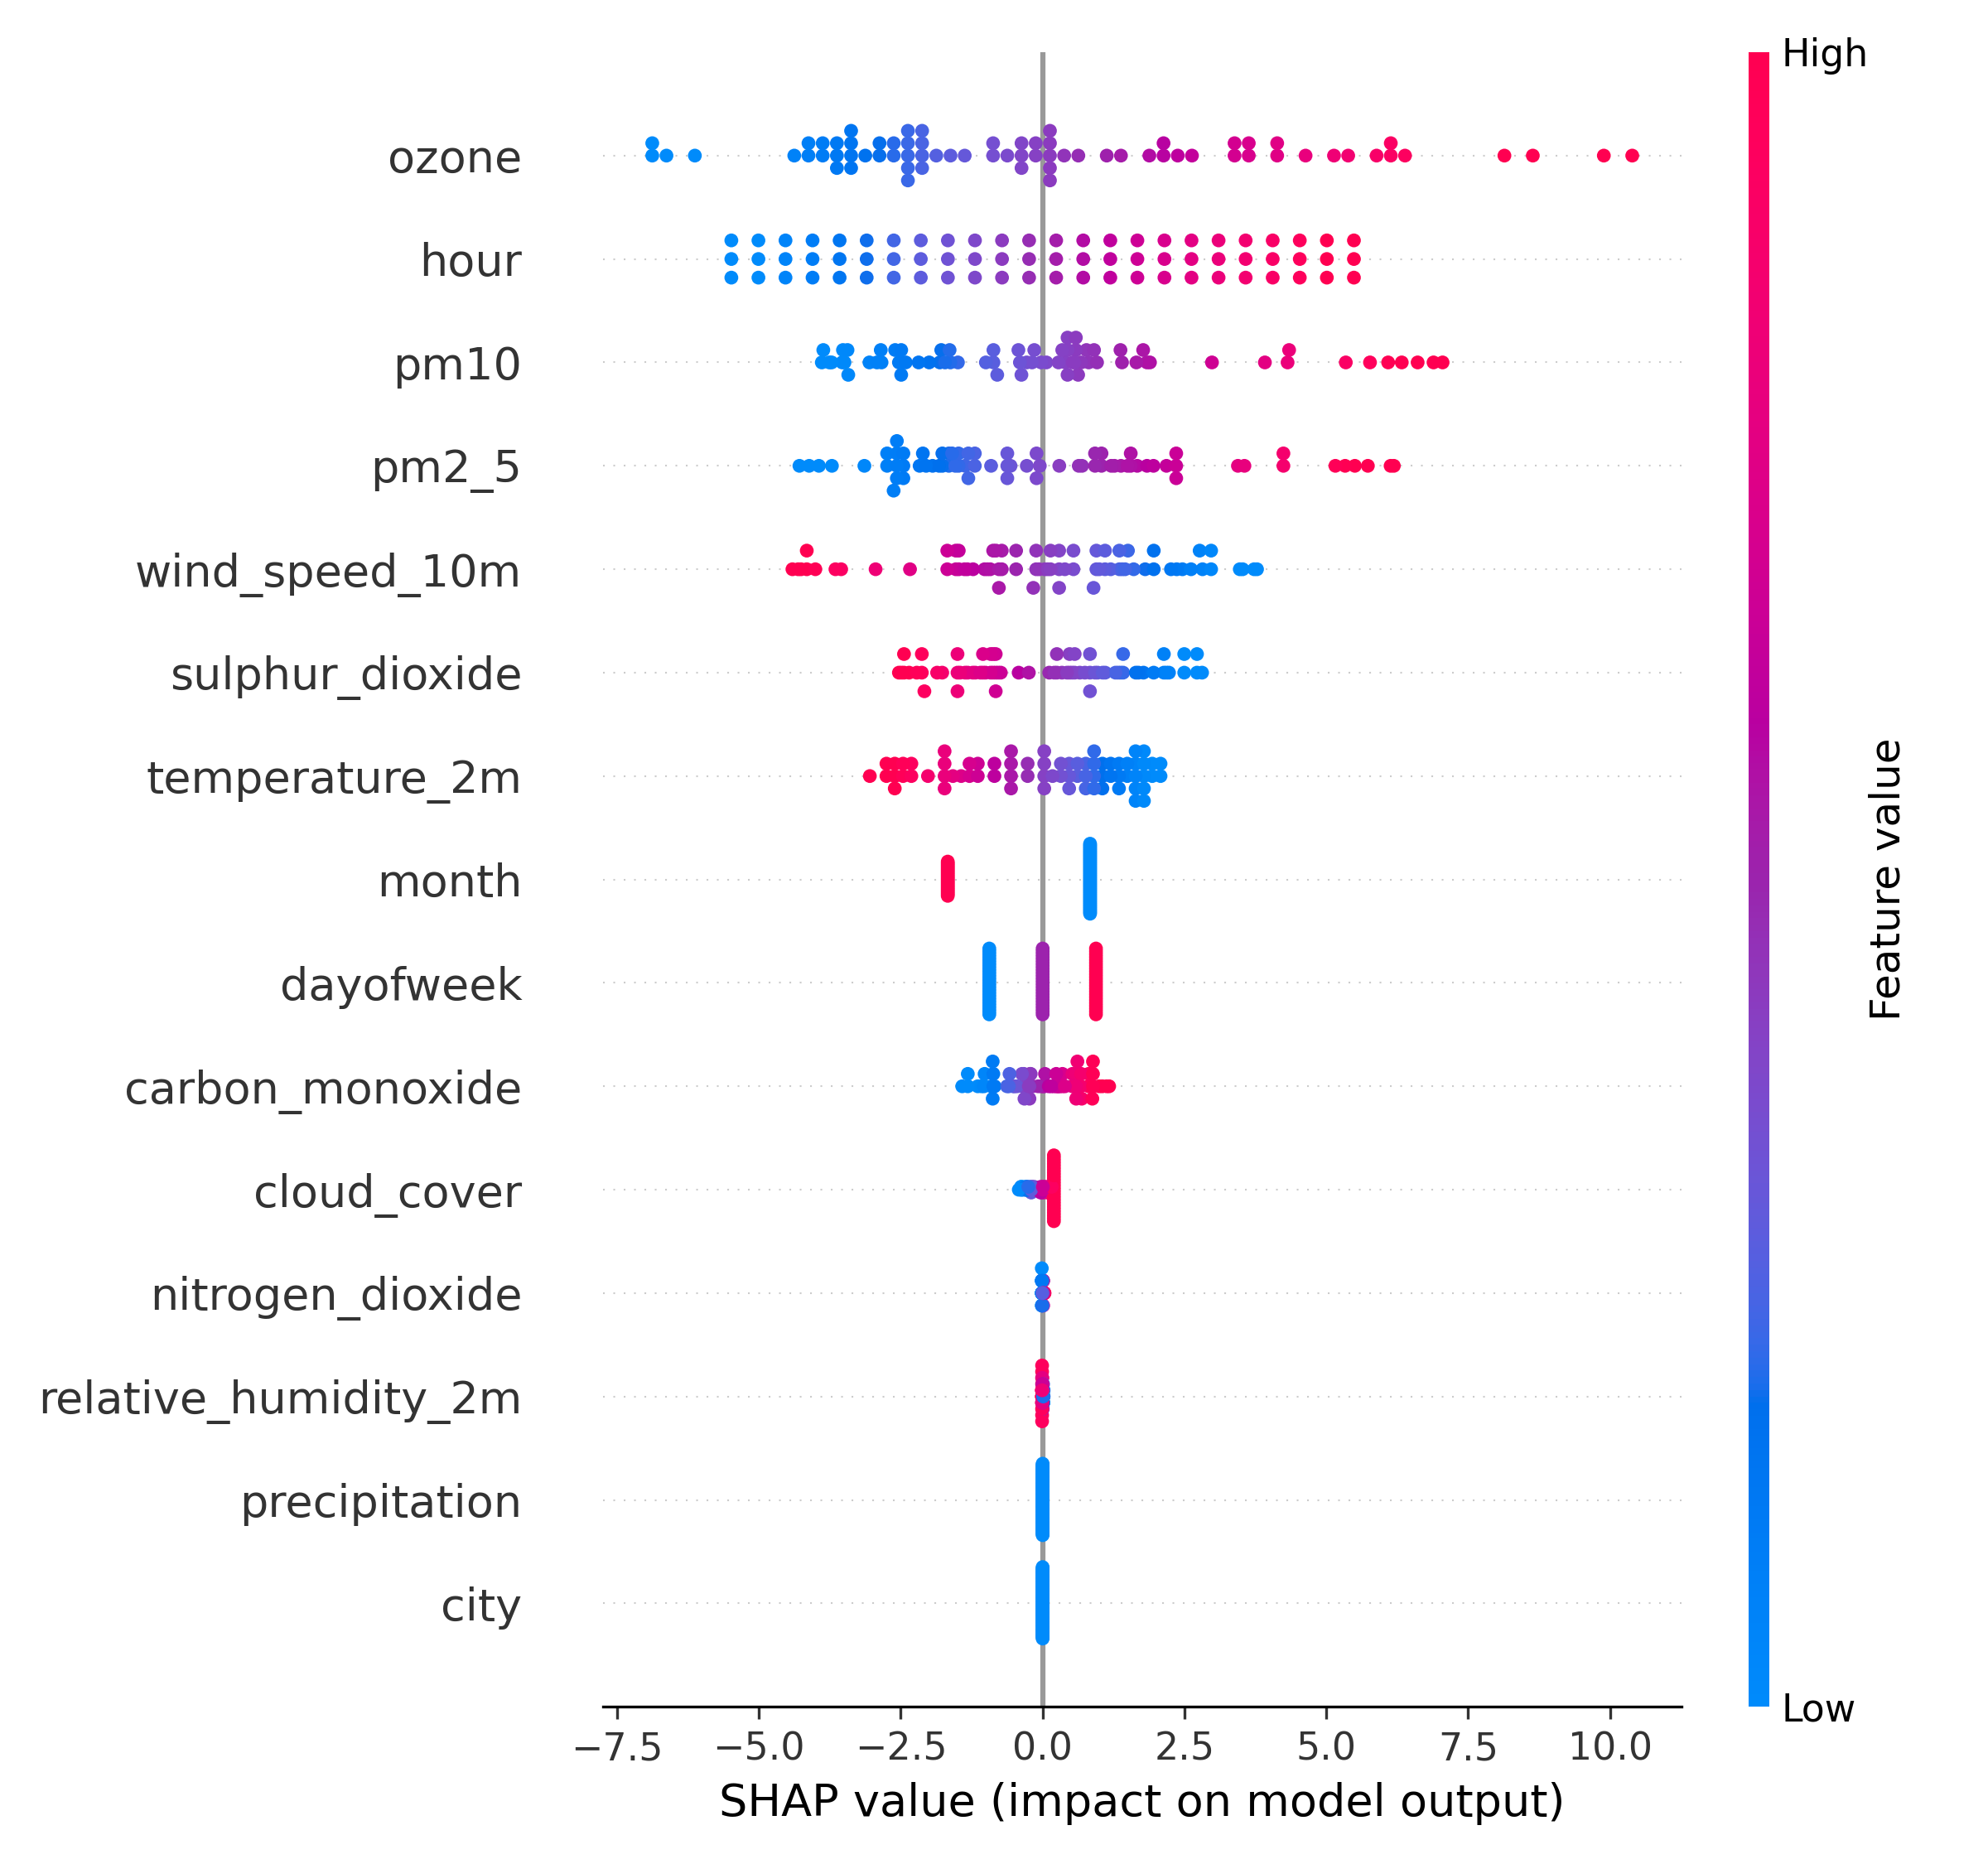 High
ozone
hour
pm10
pm2_5
wind_speed_10m
sulphur_dioxide
temperature_2m
month
dayofweek
carbon_monoxide
cloud_cover
nitrogen_dioxide
relative_humidity_2m
precipitation
city
Feature value
Low
−7.5 −5.0 −2.5 0.0 2.5 5.0 7.5 10.0
SHAP value (impact on model output)